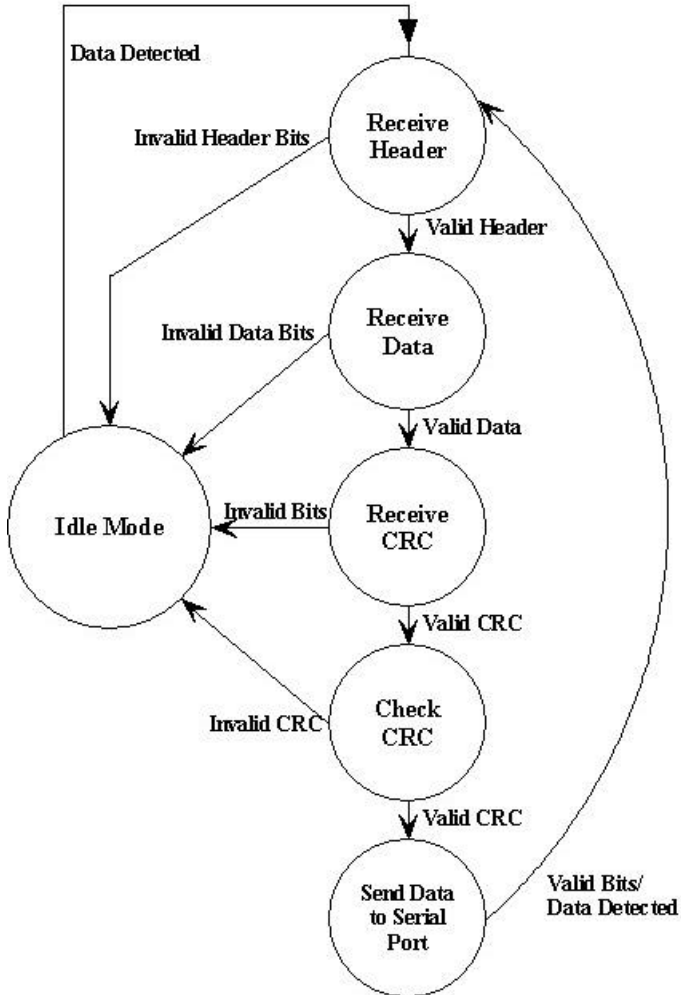 Data Detected
Receive
Header
Invalid Header Bits
Valid Header
Receive
Data
Invalid Data Bits
Valid Data
Idle Mode
Invalid Bits
Receive
CRC
Valid CRC
Check
CRC
Invalid CRC
Valid CRC
Send Data
to Serial
Port
Valid Bits/
Data Detected